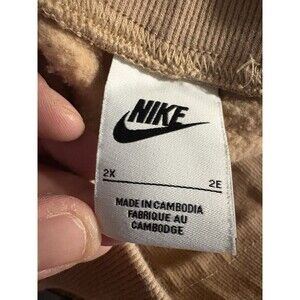 NIKE
2X 2E
MADE IN CAMBODIA
FABRIQUE AU
CAMBODGE